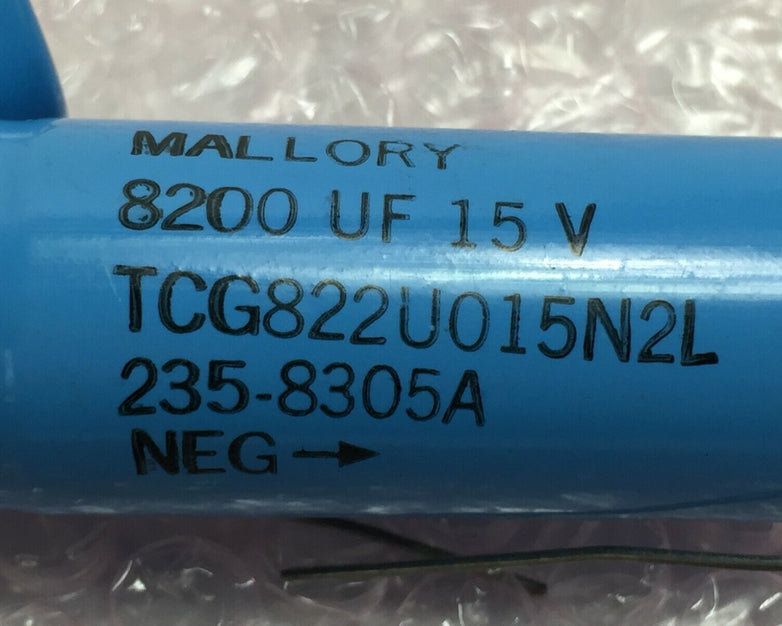 MALLORY
8200 UF 15 V
TCG822U015N2L
235-8305A
NEG →